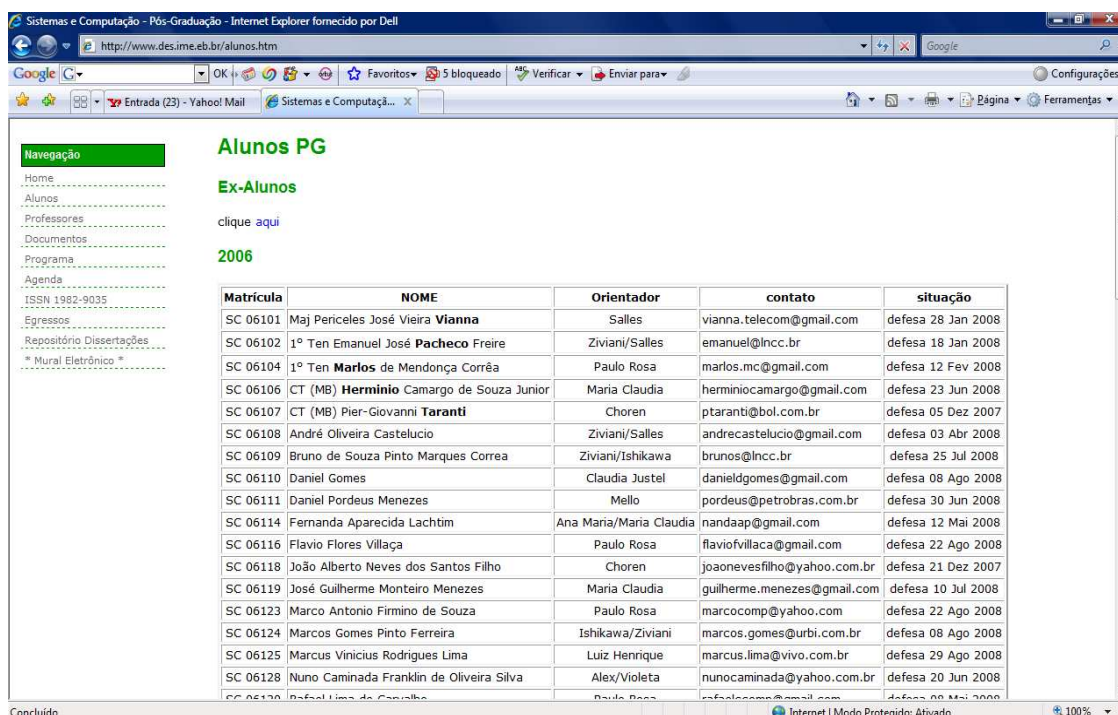 Sistemas e Computação - Pós-Graduação - Internet Explorer fornecido por Dell
http://www.des.ime.eb.br/alunos.htm
Google
Google G OK Favoritos 5 bloqueado Verificar Enviar para Configurações
Entrada (23) - Yahoo! Mail Sistemas e Computaçã... X Página Ferramentas
Navegação
Home
Alunos
Professores
Documentos
Programa
Agenda
ISSN 1982-9035
Egressos
Repositório Dissertações
* Mural Eletrônico *
Alunos PG
Ex-Alunos
clique aqui
2006
Matrícula NOME Orientador contato situação
SC 06101 Maj Periceles José Vieira Vianna Salles vianna.telecom@gmail.com defesa 28 Jan 2008
SC 06102 1º Ten Emanuel José Pacheco Freire Ziviani/Salles emanuel@lncc.br defesa 18 Jan 2008
SC 06104 1º Ten Marlos de Mendonça Corrêa Paulo Rosa marlos.mc@gmail.com defesa 12 Fev 2008
SC 06106 CT (MB) Herminio Camargo de Souza Junior Maria Claudia herminiocamargo@gmail.com defesa 23 Jun 2008
SC 06107 CT (MB) Pier-Giovanni Taranti Choren ptaranti@bol.com.br defesa 05 Dez 2007
SC 06108 André Oliveira Castelucio Ziviani/Salles andrecastelucio@gmail.com defesa 03 Abr 2008
SC 06109 Bruno de Souza Pinto Marques Correa Ziviani/Ishikawa brunos@lncc.br defesa 25 Jul 2008
SC 06110 Daniel Gomes Claudia Justel danieldgomes@gmail.com defesa 08 Ago 2008
SC 06111 Daniel Pordeus Menezes Mello pordeus@petrobras.com.br defesa 30 Jun 2008
SC 06114 Fernanda Aparecida Lachtim Ana Maria/Maria Claudia nandaap@gmail.com defesa 12 Mai 2008
SC 06116 Flavio Flores Villaça Paulo Rosa flaviofvillaca@gmail.com defesa 22 Ago 2008
SC 06118 João Alberto Neves dos Santos Filho Choren joaonevesfilho@yahoo.com.br defesa 21 Dez 2007
SC 06119 José Guilherme Monteiro Menezes Maria Claudia guilherme.menezes@gmail.com defesa 10 Jul 2008
SC 06123 Marco Antonio Firmino de Souza Paulo Rosa marcocomp@yahoo.com defesa 22 Ago 2008
SC 06124 Marcos Gomes Pinto Ferreira Ishikawa/Ziviani marcos.gomes@urbi.com.br defesa 08 Ago 2008
SC 06125 Marcus Vinicius Rodrigues Lima Luiz Henrique marcus.lima@vivo.com.br defesa 29 Ago 2008
SC 06128 Nuno Caminada Franklin de Oliveira Silva Alex/Violeta nunocaminada@yahoo.com.br defesa 20 Jun 2008
Rafael Lima de Carvalho Paulo Rosa
Concluído Internet | Modo Protegido: Ativado 100%